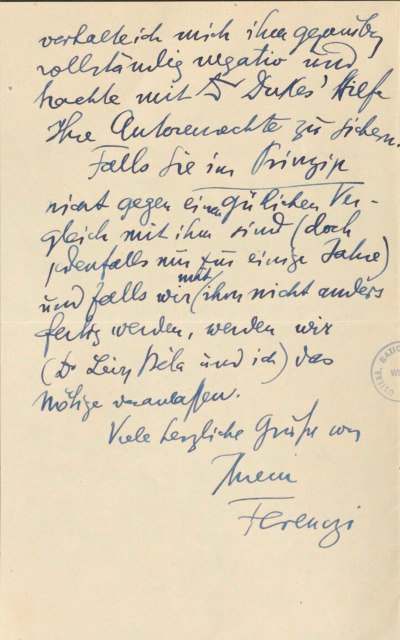 verhalte ich mich ihm gegenüber
vollständig negativ und
trachte mit Dr Dukes' Hilfe
Ihre Autorenrechte zu sichern.
Falls Sie im Prinzip
nicht gegen einen gütlichen Ver-
gleich mit ihm sind (doch
jedenfalls nur für einige Jahre)
und falls wir mit ihm nicht anders
fertig werden, werden wir
(Dr Lévy Béla und ich) das
Nötige veranlassen.
Viele herzliche Grüße von
Ihrem
Ferenczi